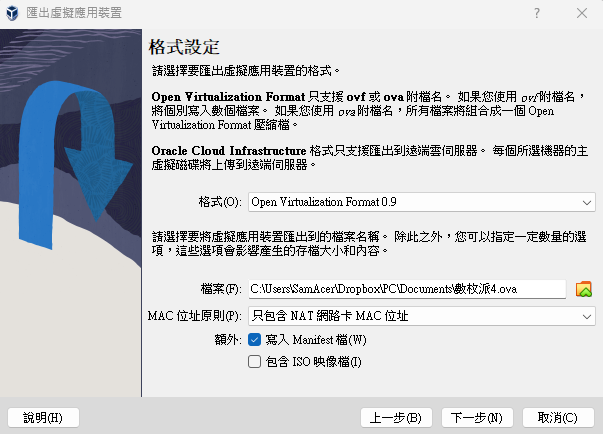 匯出虛擬應用裝置
格式設定
請選擇要匯出虛擬應用裝置的格式。
Open Virtualization Format 只支援 ovf 或 ova 附檔名。 如果您使用 ovf 附檔名，
將個別寫入數個檔案。 如果您使用 ova 附檔名，所有檔案將組合成一個 Open
Virtualization Format 壓縮檔。
Oracle Cloud Infrastructure 格式只支援匯出到遠端雲伺服器。 每個所選機器的主
虛擬磁碟將上傳到遠端伺服器。
格式(O): Open Virtualization Format 0.9
請選擇要將虛擬應用裝置匯出到的檔案名稱。 除此之外，您可以指定一定數量的選
項，這些選項會影響產生的存檔大小和內容。
檔案(F): C:\Users\SamAcer\Dropbox\PC\Documents\數枚派4.ova
MAC 位址原則(P): 只包含 NAT 網路卡 MAC 位址
額外: 寫入 Manifest 檔(W)
包含 ISO 映像檔(I)
說明(H) 上一步(B) 下一步(N) 取消(C)